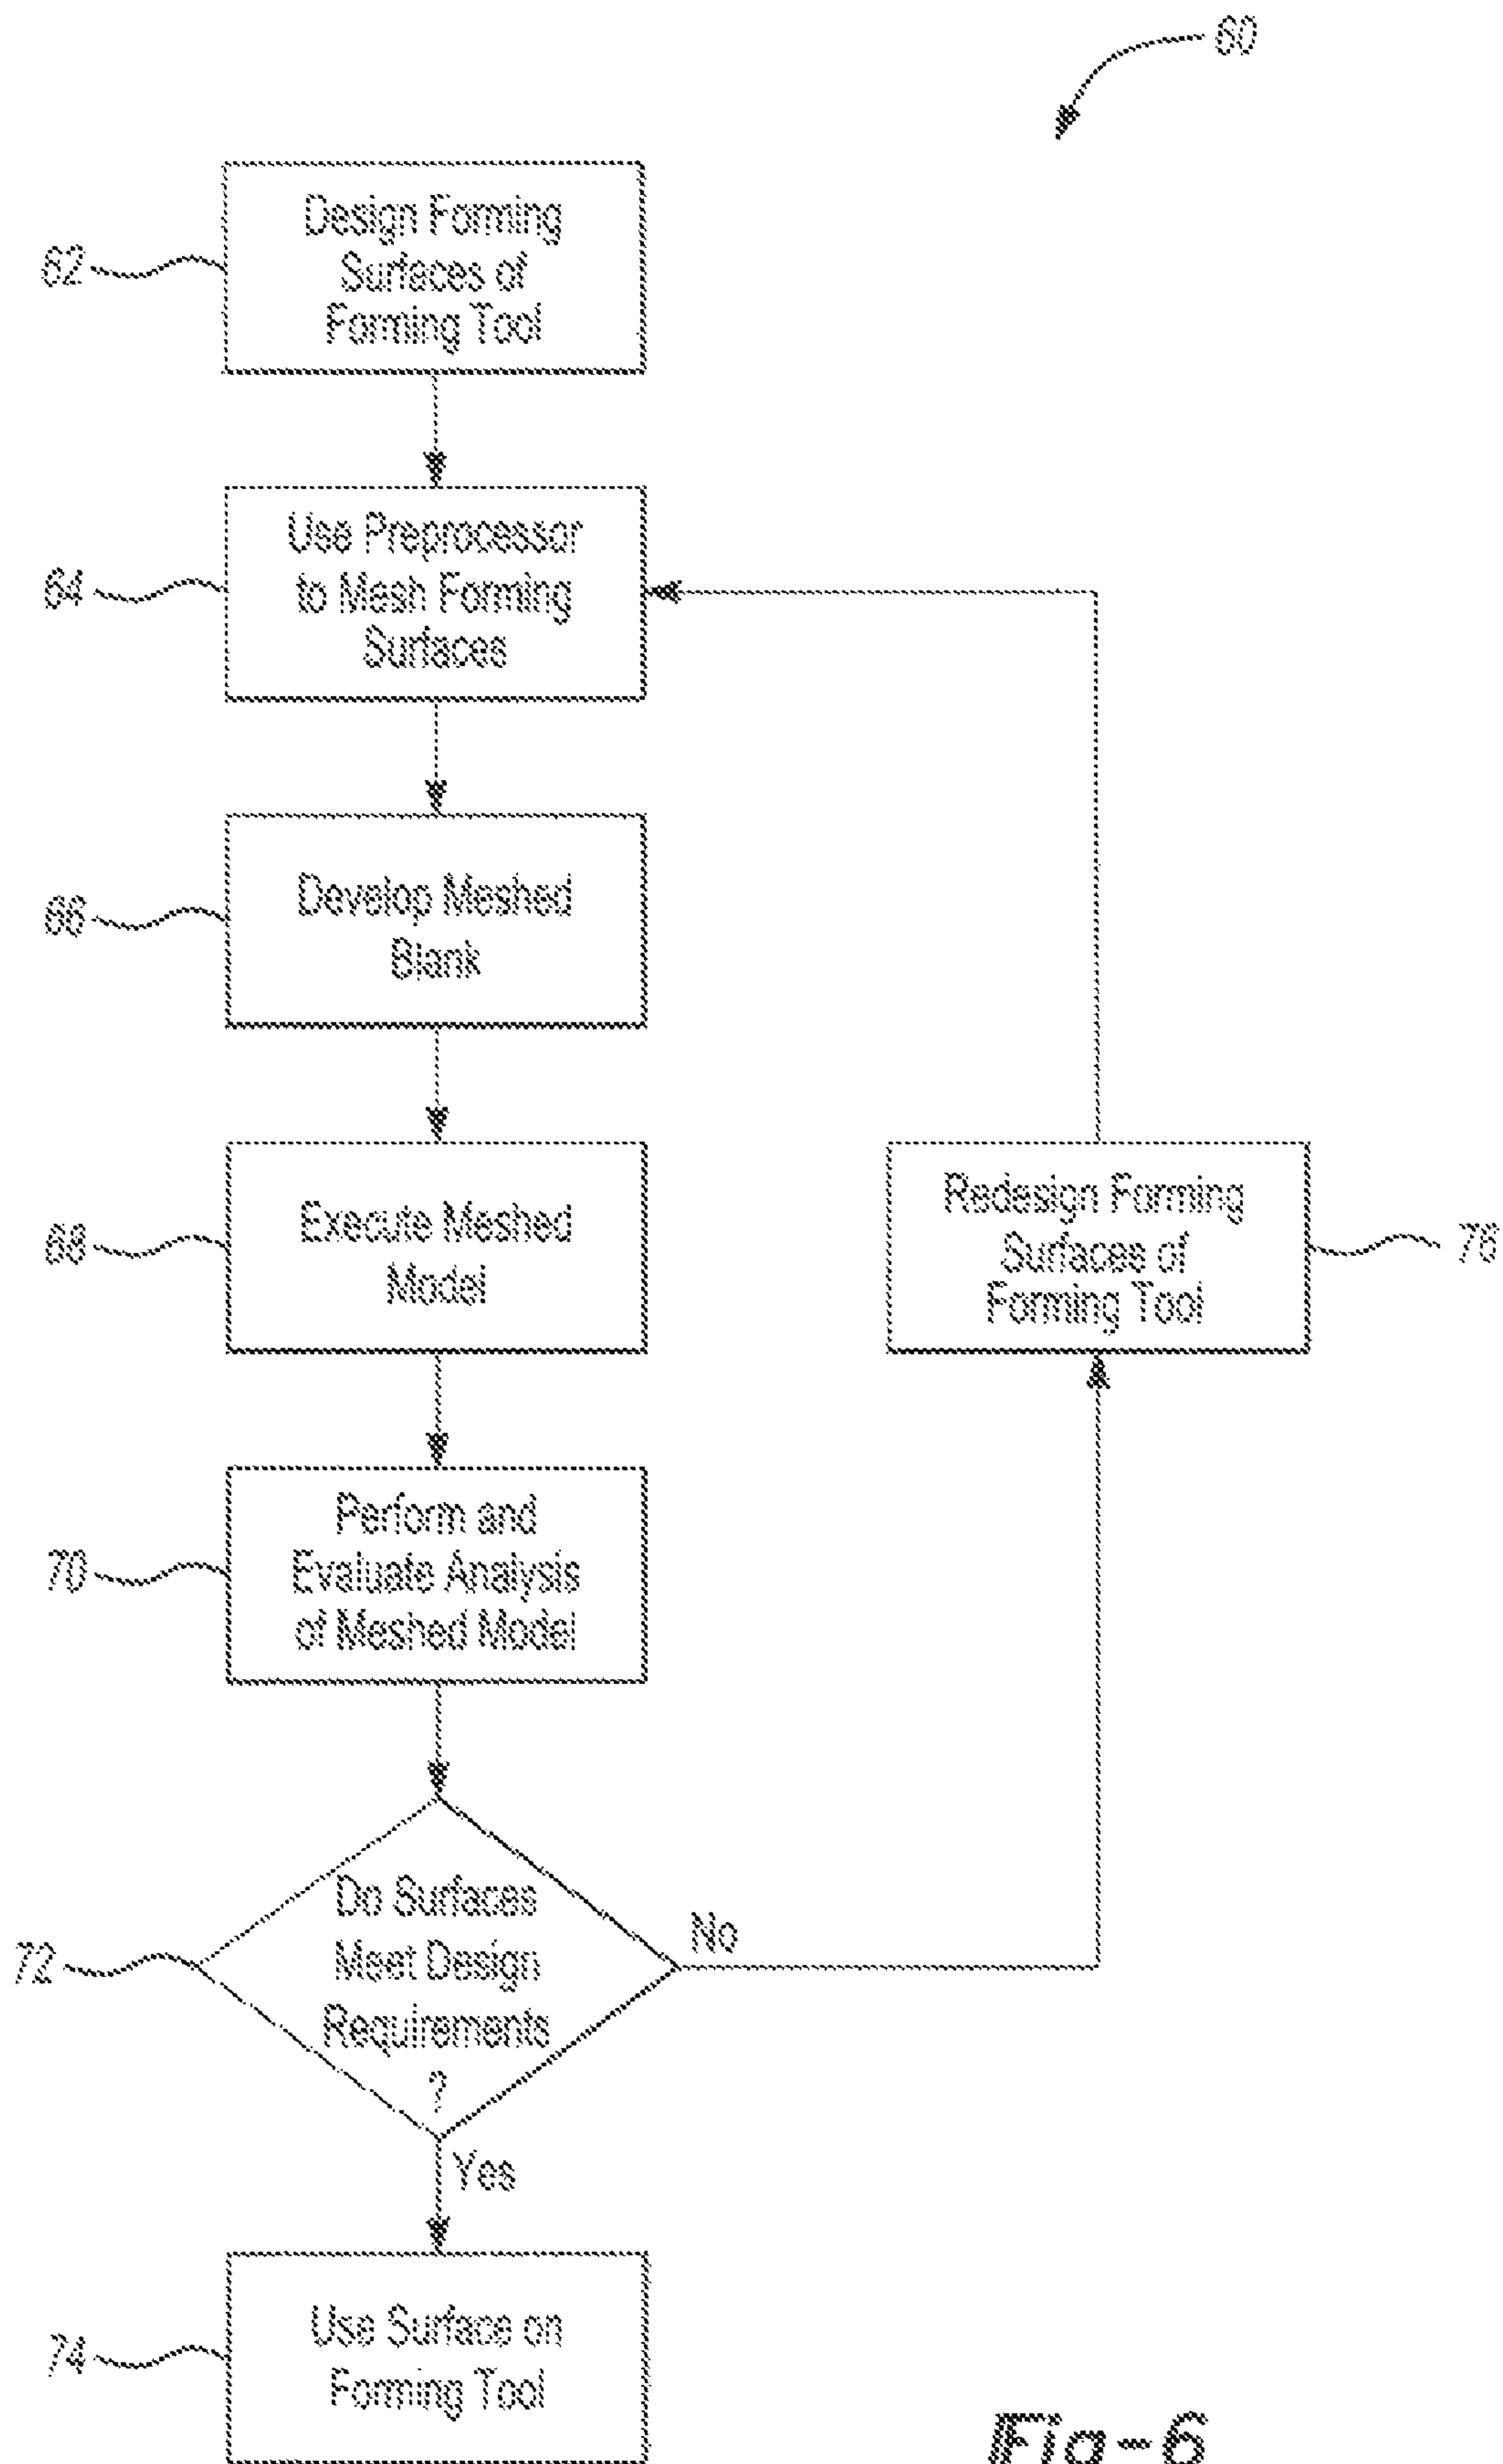 60
62
Design Forming
Surfaces of
Forming Tool
64
Use Preprocessor
to Mesh Forming
Surfaces
66
Develop Meshed
Blank
68
Execute Meshed
Model
Redesign Forming
Surfaces of
Forming Tool
76
70
Perform and
Evaluate Analysis
of Meshed Model
72
Do Surfaces
Meet Design
Requirements
?
No
Yes
74
Use Surface on
Forming Tool
Fig-6